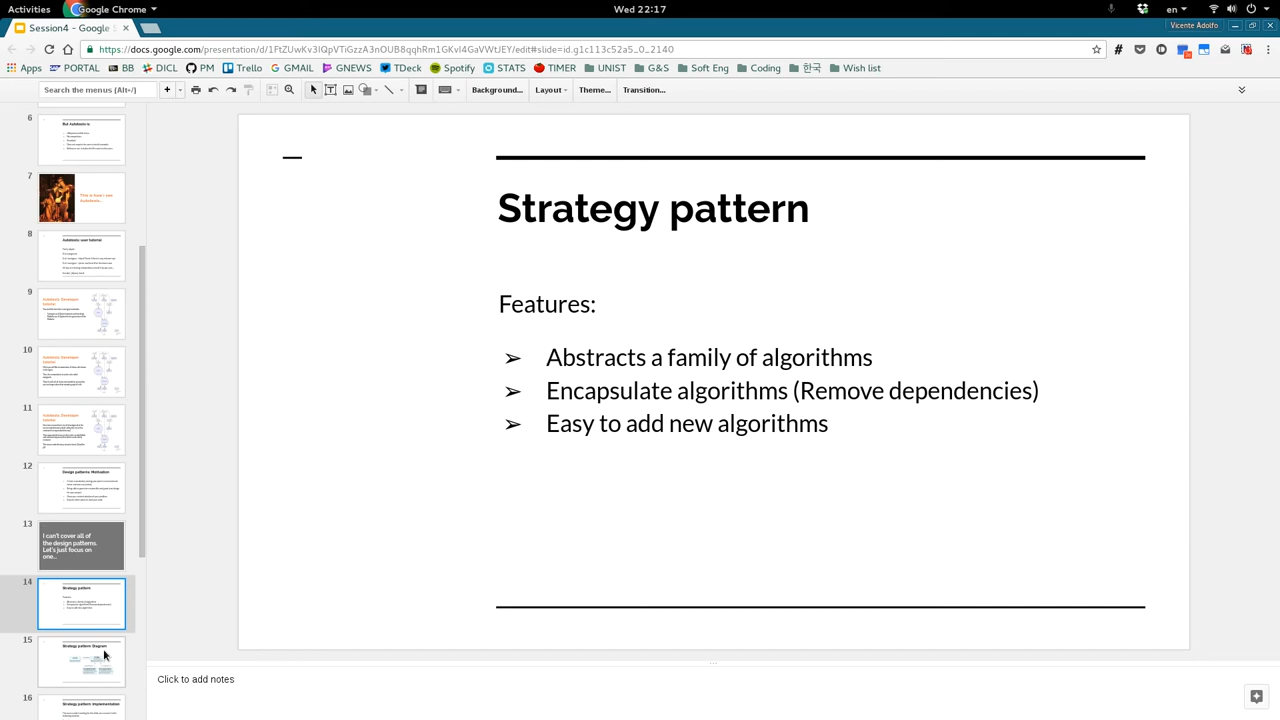 Activities
Google Chrome
Wed 22:17
en
Session4 - Google S
Vicente Adolfo
https://docs.google.com/presentation/d/1FtZUwKv3IQpVTiGzzA3nOUB8qqhRm1GKvI4GaVWtJEY/edit#slide=id.g1c113c52a5_0_2140
Apps
PORTAL
BB
DICL
PM
Trello
GMAIL
GNEWS
TDeck
Spotify
STATS
TIMER
UNIST
G&S
Soft Eng
Coding
한국
Wish list
Search the menus (Alt+/)
Background...
Layout
Theme...
Transition...
6
But Autotools is:
7
This is how I see
Autotools...
8
Autotools: user tutorial
9
Autotools: Developer
tutorial
10
Autotools: Developer
tutorial
11
Autotools: Developer
tutorial
12
Design patterns: Motivation
13
I can't cover all of
the design patterns.
Let's just focus on
one...
14
Strategy pattern
15
Strategy pattern: Diagram
16
Strategy pattern: Implementation
Strategy pattern
Features:
➢ Abstracts a family of algorithms
➢ Encapsulate algorithms (Remove dependencies)
➢ Easy to add new algorithms
Click to add notes